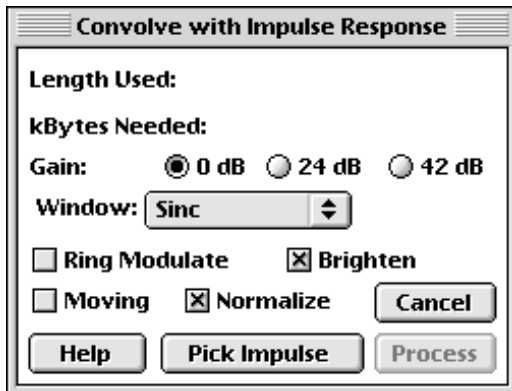 Convolve with Impulse Response
Length Used:
kBytes Needed:
Gain: 0 dB 24 dB 42 dB
Window: Sinc
Ring Modulate Brighten
Moving Normalize Cancel
Help Pick Impulse Process